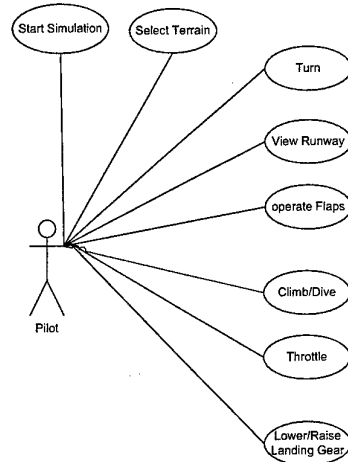 Start Simulation
Select Terrain
Turn
View Runway
operate Flaps
Climb/Dive
Pilot
Throttle
Lower/Raise
Landing Gear